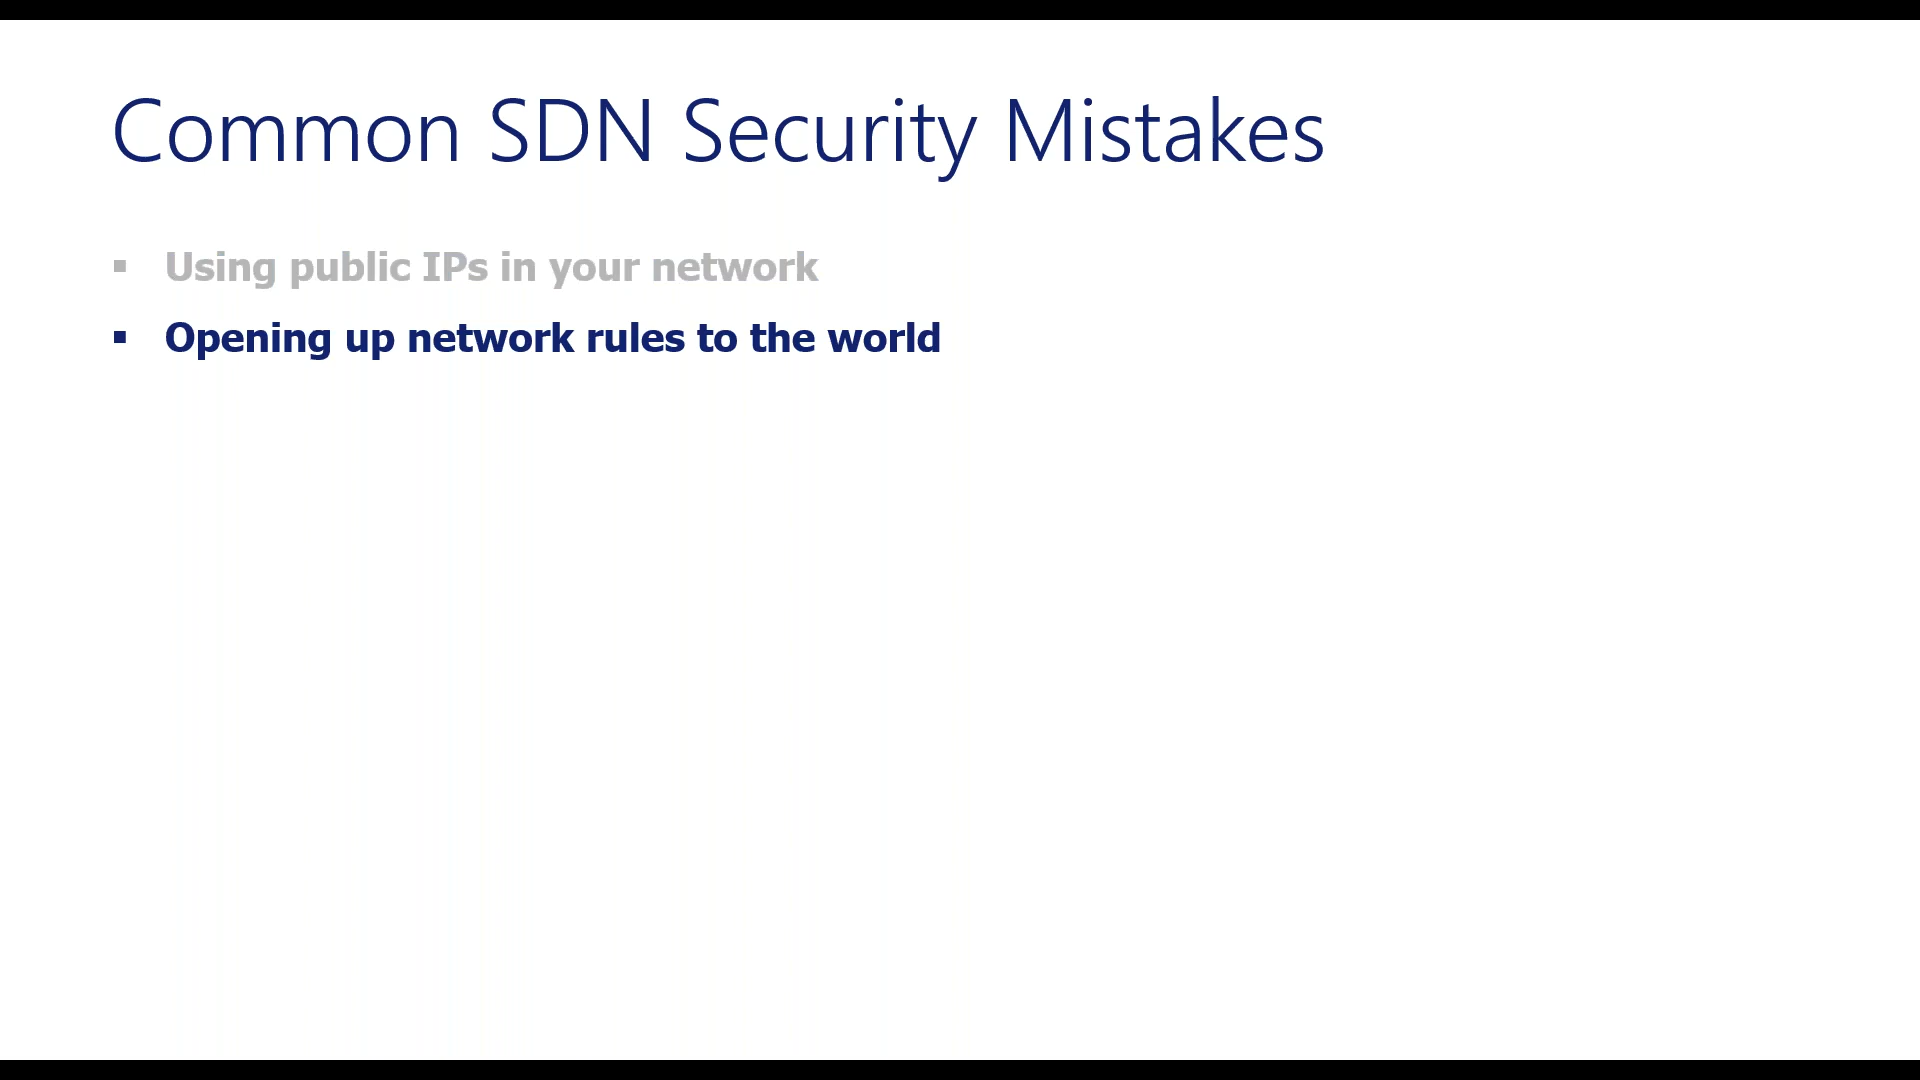 Common SDN Security Mistakes
▪ Using public IPs in your network
▪ Opening up network rules to the world